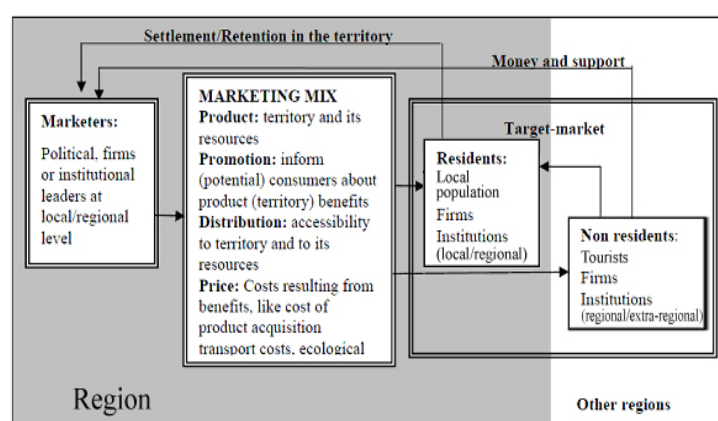 Settlement/Retention in the territory
Money and support
Marketers:
Political, firms
or institutional
leaders at
local/regional
level
MARKETING MIX
Product: territory and its
resources
Promotion: inform
(potential) consumers about
product (territory) benefits
Distribution: accessibility
to territory and to its
resources
Price: Costs resulting from
benefits, like cost of
product acquisition
transport costs, ecological
Target-market
Residents:
Local
population
Firms
Institutions
(local/regional)
Non residents:
Tourists
Firms
Institutions
(regional/extra-regional)
Region
Other regions